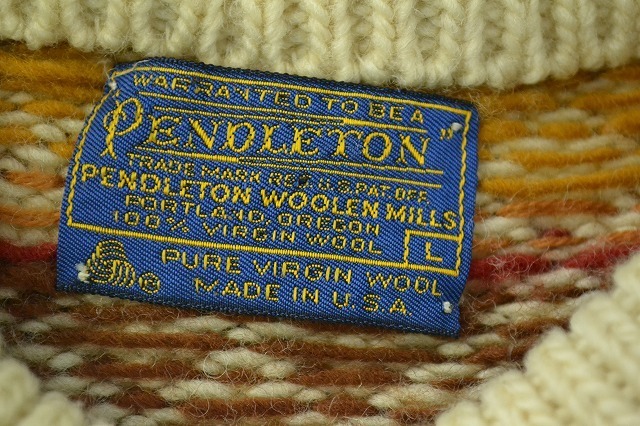 WARRANTED TO BE A
"PENDLETON"
TRADE MARK REG. U.S. PAT. OFF.
PENDLETON WOOLEN MILLS
PORTLAND, OREGON
100% VIRGIN WOOL
L
PURE VIRGIN WOOL
MADE IN U.S.A.